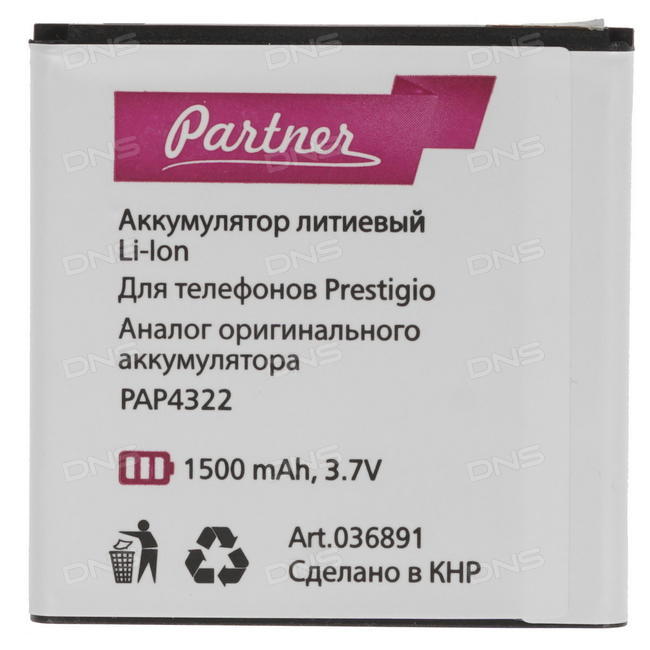 Partner
Аккумулятор литиевый
Li-Ion
Для телефонов Prestigio
Аналог оригинального
аккумулятора
PAP4322
1500 mAh, 3.7V
Art.036891
Сделано в КНР
DNS